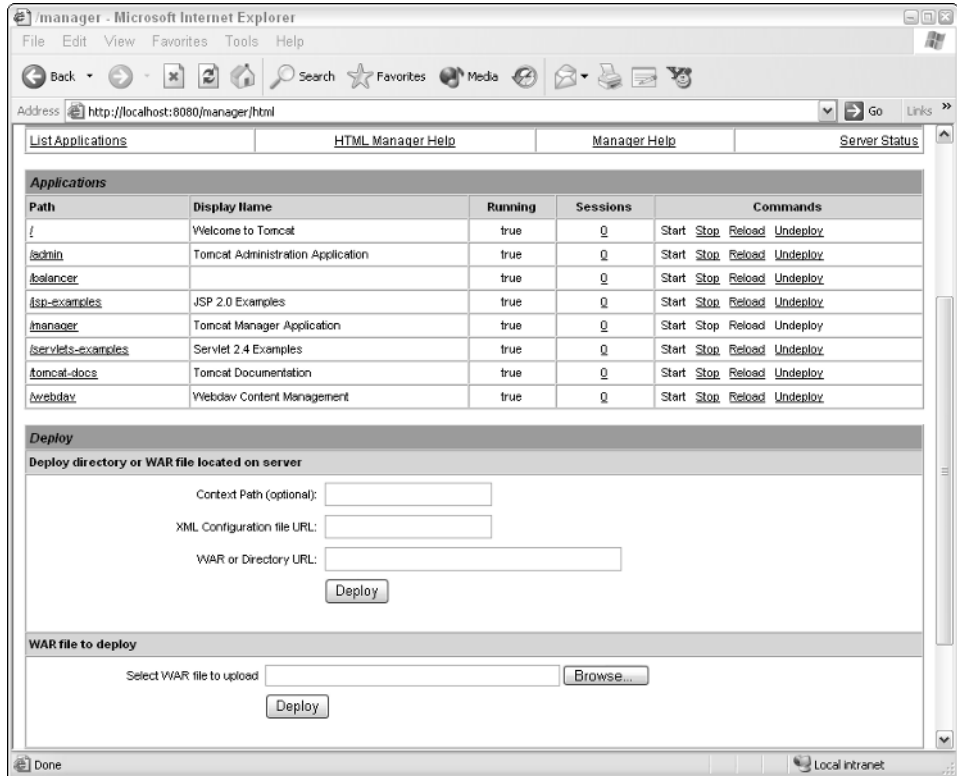 /manager - Microsoft Internet Explorer
File Edit View Favorites Tools Help
Back Search Favorites Media
Address http://localhost:8080/manager/html Go Links »
List Applications HTML Manager Help Manager Help Server Status
Applications
Path Display Name Running Sessions Commands
/ Welcome to Tomcat true 0 Start Stop Reload Undeploy
/admin Tomcat Administration Application true 0 Start Stop Reload Undeploy
/balancer true 0 Start Stop Reload Undeploy
/jsp-examples JSP 2.0 Examples true 0 Start Stop Reload Undeploy
/manager Tomcat Manager Application true 0 Start Stop Reload Undeploy
/servlets-examples Servlet 2.4 Examples true 0 Start Stop Reload Undeploy
/tomcat-docs Tomcat Documentation true 0 Start Stop Reload Undeploy
/webdav Webdav Content Management true 0 Start Stop Reload Undeploy
Deploy
Deploy directory or WAR file located on server
Context Path (optional):
XML Configuration file URL:
WAR or Directory URL:
Deploy
WAR file to deploy
Select WAR file to upload Browse...
Deploy
Done Local intranet